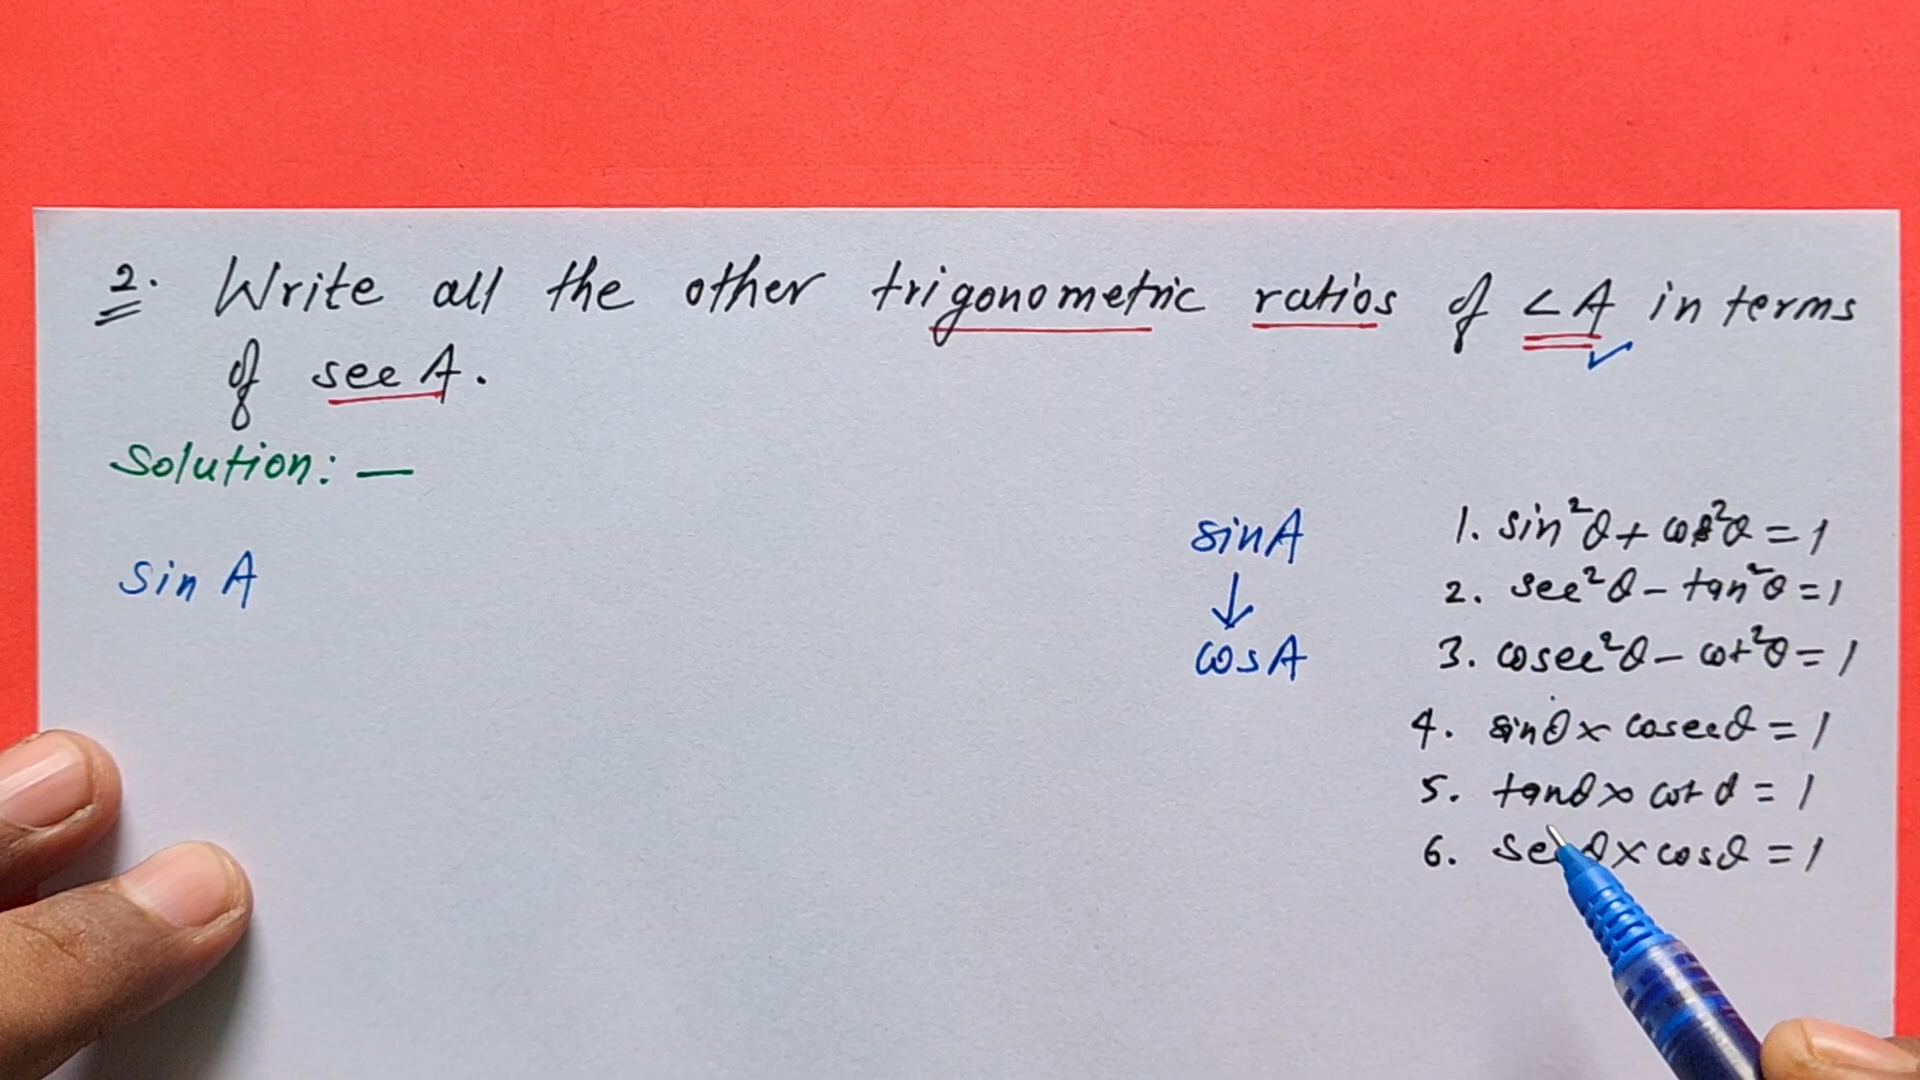 2. Write all the other trigonometric ratios of ∠A in terms
of sec A.
Solution: —
sin A
sinA
↓
cosA
1. sin²θ + cos²θ = 1
2. sec²θ - tan²θ = 1
3. cosec²θ - cot²θ = 1
4. sinθ × cosecθ = 1
5. tanθ × cotθ = 1
6. secθ × cosθ = 1